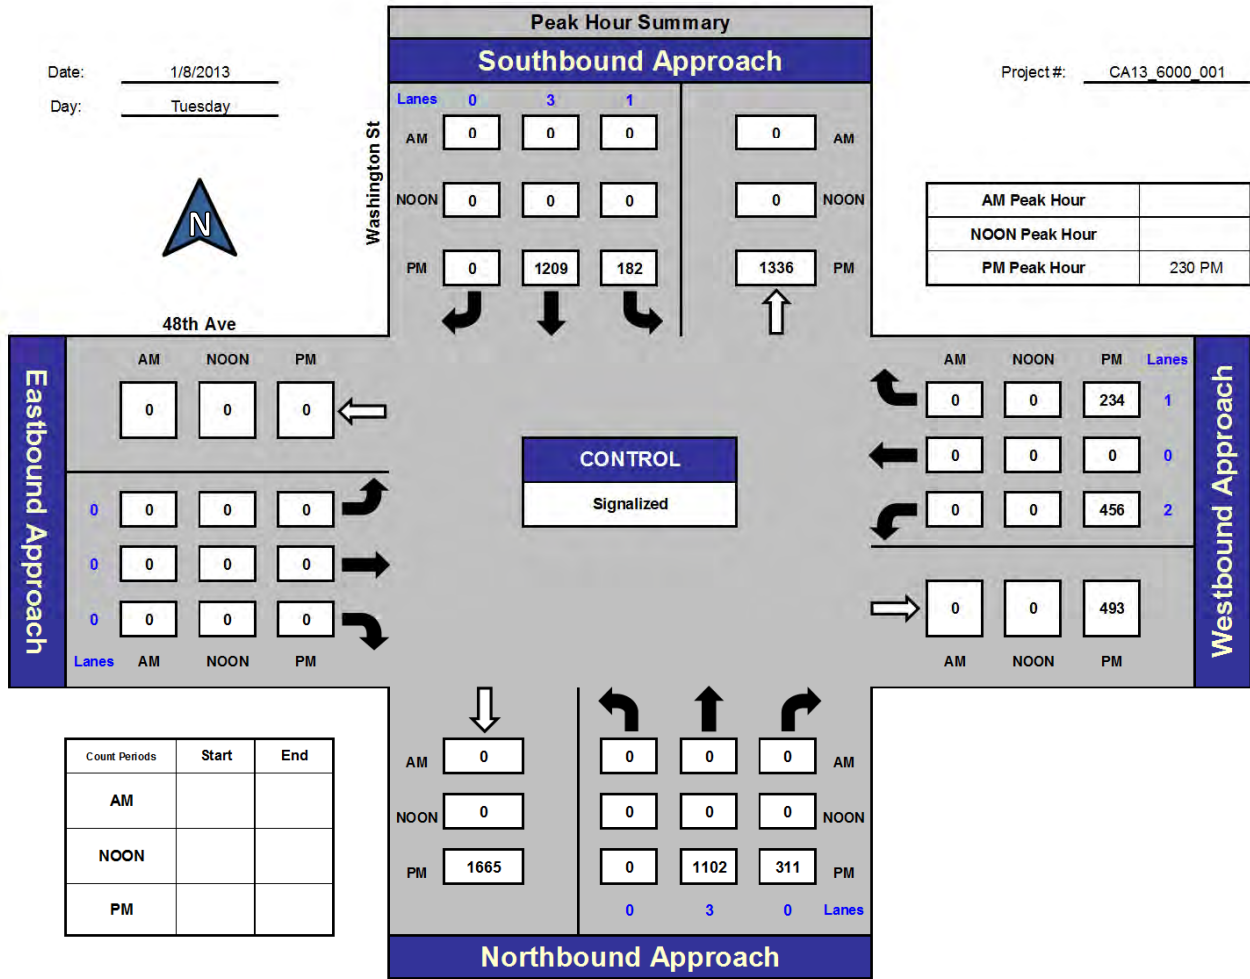 Peak Hour Summary
Southbound Approach
Date: 1/8/2013
Project #: CA13_6000_001
Day: Tuesday
Washington St
Lanes 0 3 1
AM 0 0 0 0 AM
NOON 0 0 0 0 NOON
PM 0 1209 182 1336 PM
N
AM Peak Hour
NOON Peak Hour
PM Peak Hour 230 PM
48th Ave
Eastbound Approach
AM NOON PM
0 0 0
0 0 0 0
0 0 0 0
0 0 0 0
Lanes AM NOON PM
CONTROL
Signalized
AM NOON PM Lanes
0 0 234 1
0 0 0 0
0 0 456 2
0 0 493
AM NOON PM
Westbound Approach
Count Periods Start End
AM
NOON
PM
AM 0 0 0 0 AM
NOON 0 0 0 0 NOON
PM 1665 0 1102 311 PM
0 3 0 Lanes
Northbound Approach